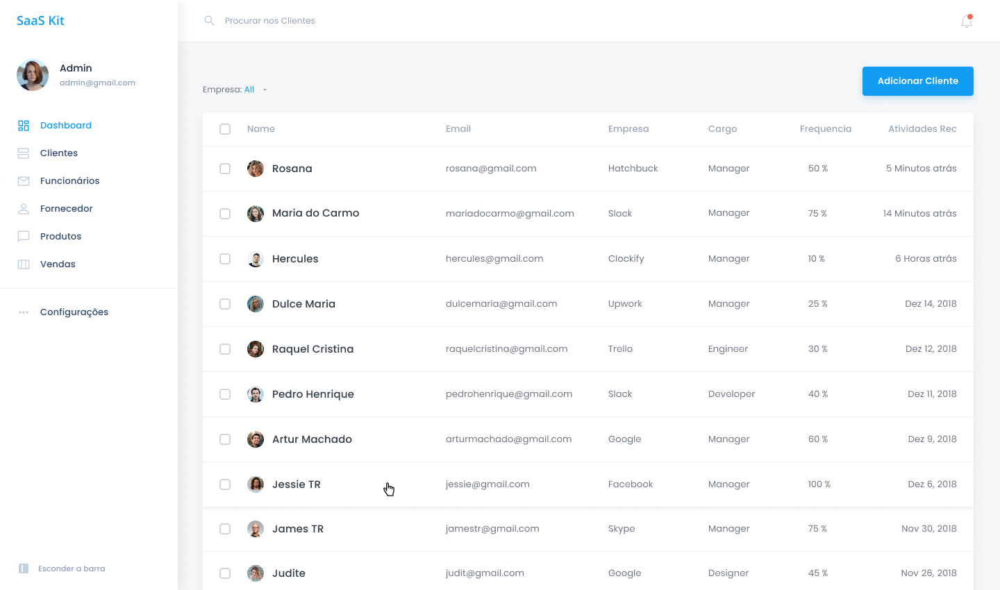 SaaS Kit
Procurar nos Clientes
Admin
admin@gmail.com
Dashboard
Clientes
Funcionários
Fornecedor
Produtos
Vendas
Configurações
Esconder a barra
Empresa: All
Adicionar Cliente
Name Email Empresa Cargo Frequencia Atividades Rec
Rosana rosana@gmail.com Hatchbuck Manager 50 % 5 Minutos atrás
Maria do Carmo mariadocarmo@gmail.com Slack Manager 75 % 14 Minutos atrás
Hercules hercules@gmail.com Clockify Manager 10 % 6 Horas atrás
Dulce Maria dulcemaria@gmail.com Upwork Manager 25 % Dez 14, 2018
Raquel Cristina raquelcristina@gmail.com Trello Engineer 30 % Dez 12, 2018
Pedro Henrique pedrohenrique@gmail.com Slack Developer 40 % Dez 11, 2018
Artur Machado arturmachado@gmail.com Google Manager 60 % Dez 9, 2018
Jessie TR jessie@gmail.com Facebook Manager 100 % Dez 6, 2018
James TR jamestr@gmail.com Skype Manager 75 % Nov 30, 2018
Judite judit@gmail.com Google Designer 45 % Nov 26, 2018